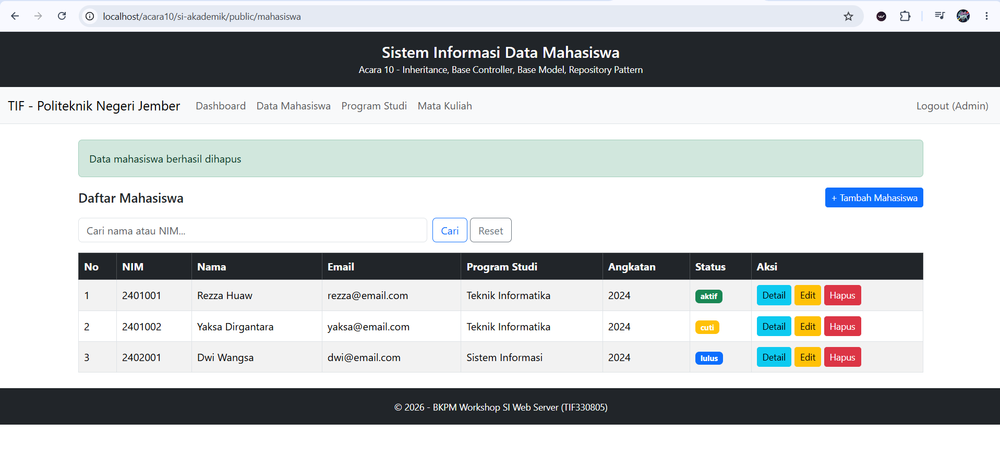 localhost/acara10/si-akademik/public/mahasiswa
Sistem Informasi Data Mahasiswa
Acara 10 - Inheritance, Base Controller, Base Model, Repository Pattern
TIF - Politeknik Negeri Jember Dashboard Data Mahasiswa Program Studi Mata Kuliah Logout (Admin)
Data mahasiswa berhasil dihapus
Daftar Mahasiswa + Tambah Mahasiswa
Cari nama atau NIM... Cari Reset
No NIM Nama Email Program Studi Angkatan Status Aksi
1 2401001 Rezza Huaw rezza@email.com Teknik Informatika 2024 aktif Detail Edit Hapus
2 2401002 Yaksa Dirgantara yaksa@email.com Teknik Informatika 2024 cuti Detail Edit Hapus
3 2402001 Dwi Wangsa dwi@email.com Sistem Informasi 2024 lulus Detail Edit Hapus
© 2026 - BKPM Workshop SI Web Server (TIF330805)